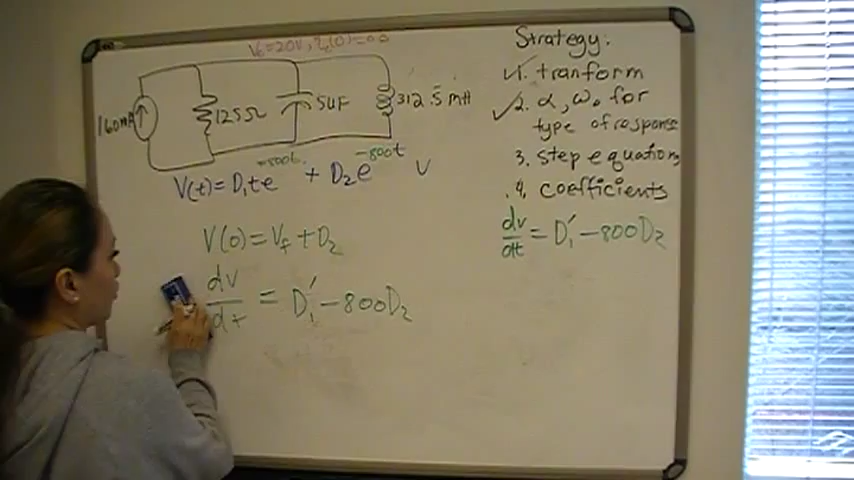 V0=20V, iL(0)=0
160mA
125Ω
5uF
312.5 mH
V(t)=D1te^-800t + D2e^-800t V
V(0)=Vf+D2
dv/dt = D1'-800D2
Strategy:
✓1. tranform
✓2. α, ω0 for
type of response
3. step equations
4. coefficients
dv/dt = D1'-800D2